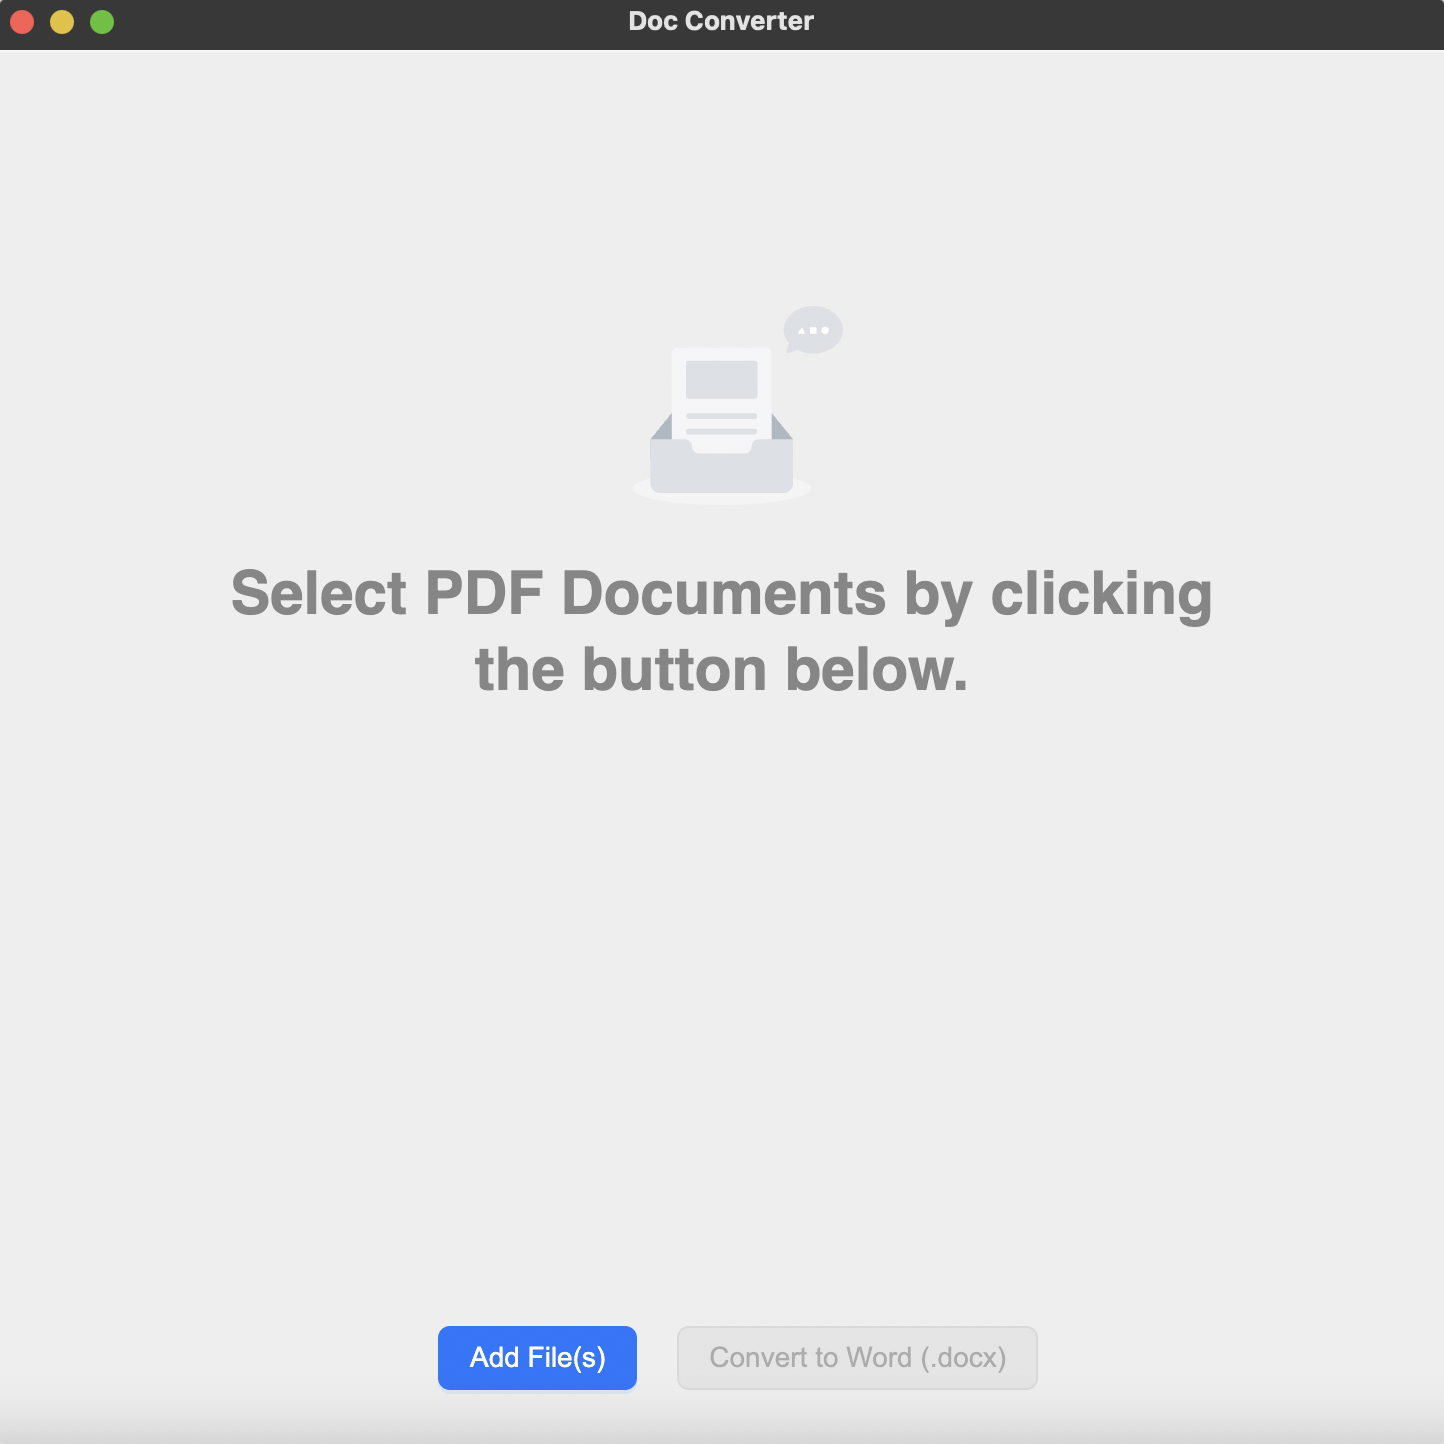 Doc Converter
Select PDF Documents by clicking
the button below.
Add File(s)
Convert to Word (.docx)